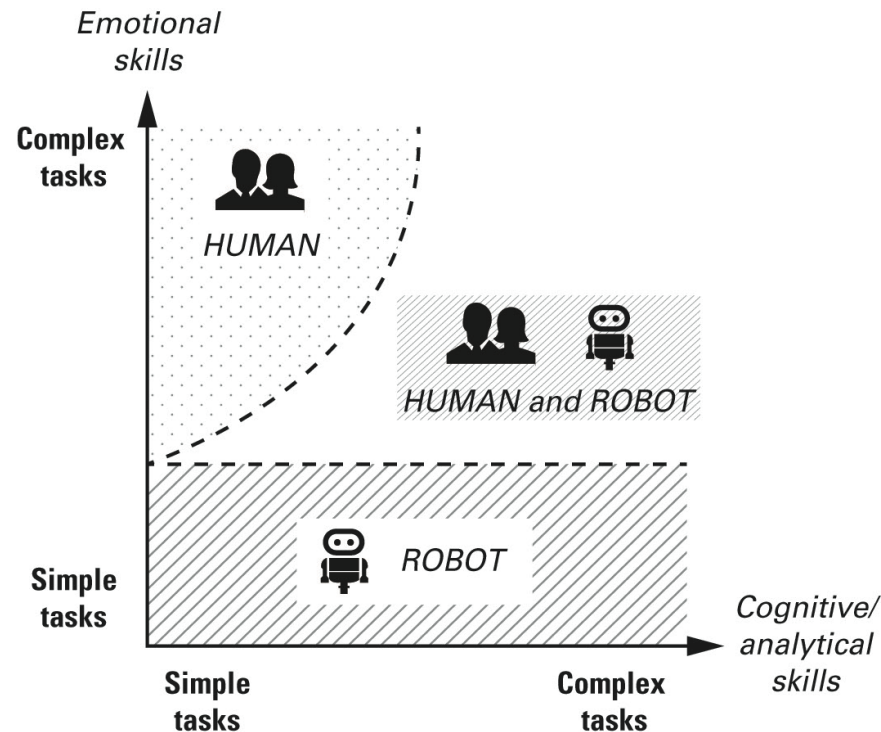 Emotional
skills
Complex
tasks
HUMAN
HUMAN and ROBOT
ROBOT
Simple
tasks
Cognitive/
analytical
skills
Simple
tasks
Complex
tasks